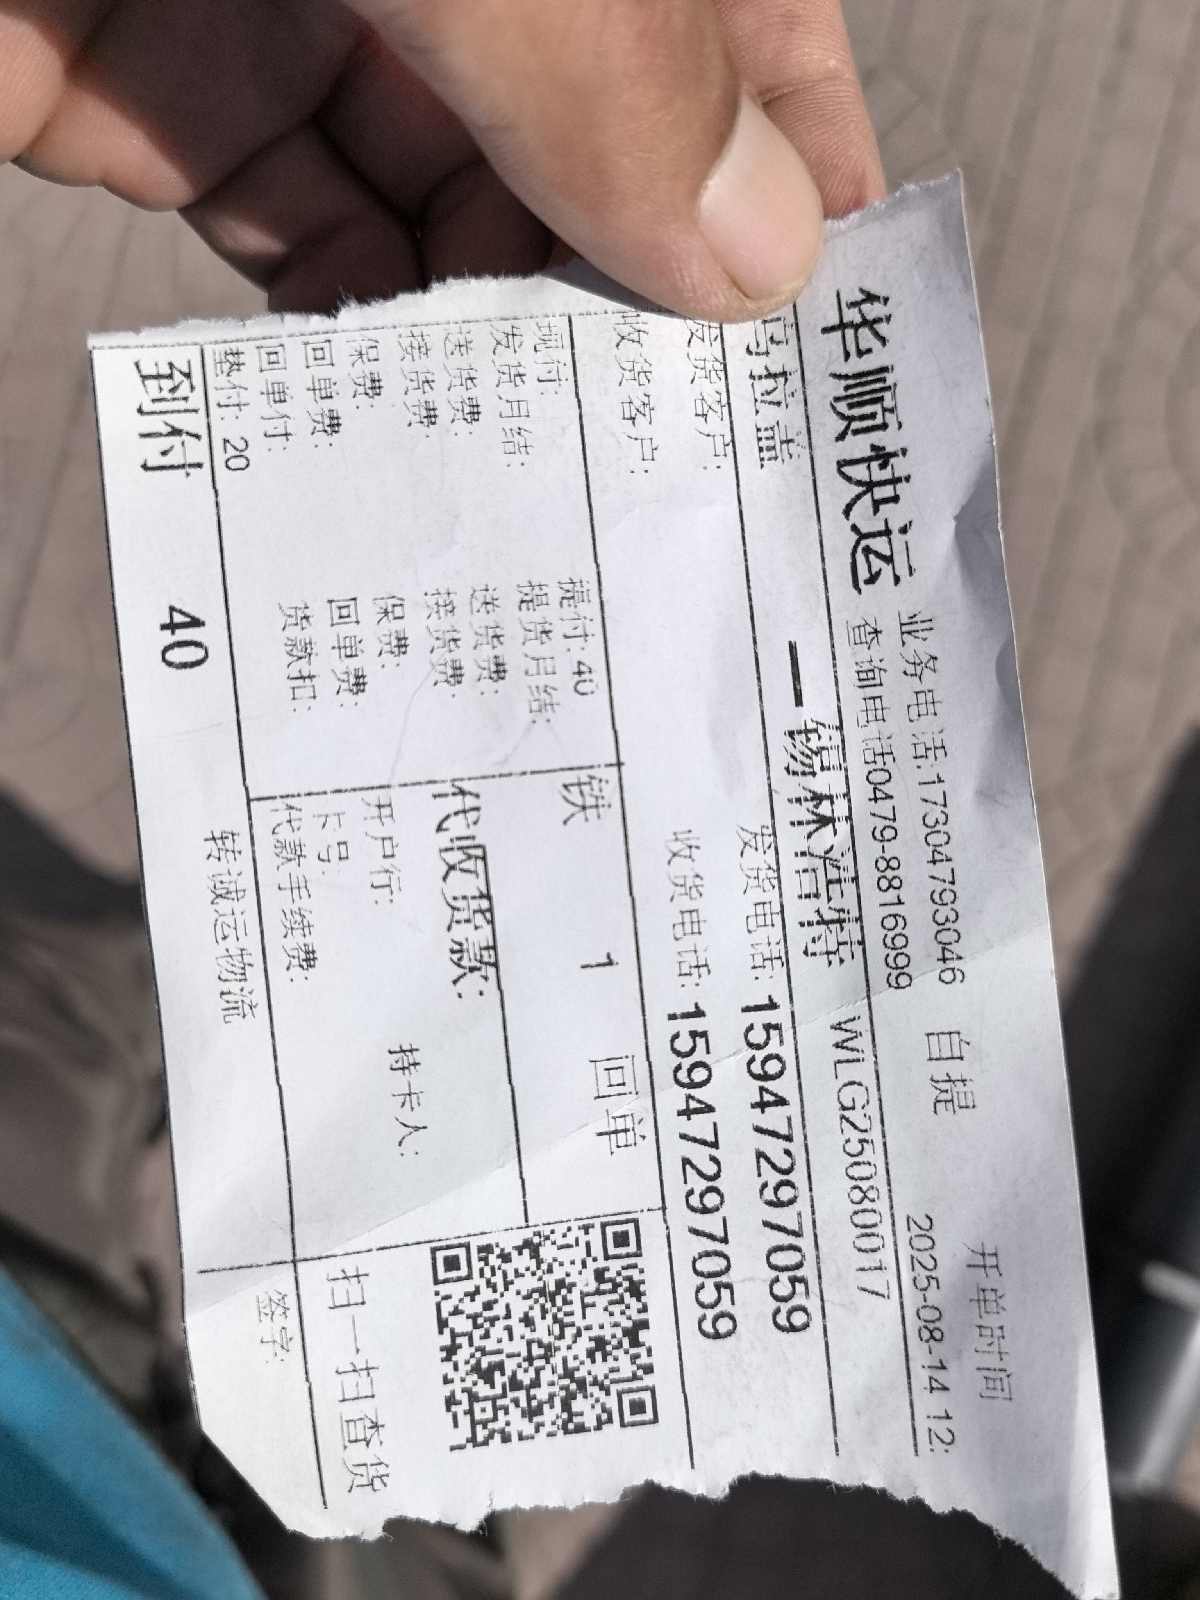 华顺快运 业务电话:17304793046 自提 开单时间
查询电话0479-8816999 2025-08-14 12:
乌拉盖 — 锡林浩特 WLG25080017
发货客户: 发货电话: 15947297059
收货客户: 收货电话: 15947297059
现付: 提付: 40 铁 1 回单
发货月结: 提货月结:
送货费: 送货费: 代收货款:
接货费: 接货费:
保费: 保费: 开户行: 持卡人:
回单费: 回单费: 卡号:
回单付: 货款扣: 代款手续费: 扫一扫查货
垫付: 20
到付 40 转诚运物流 签字: